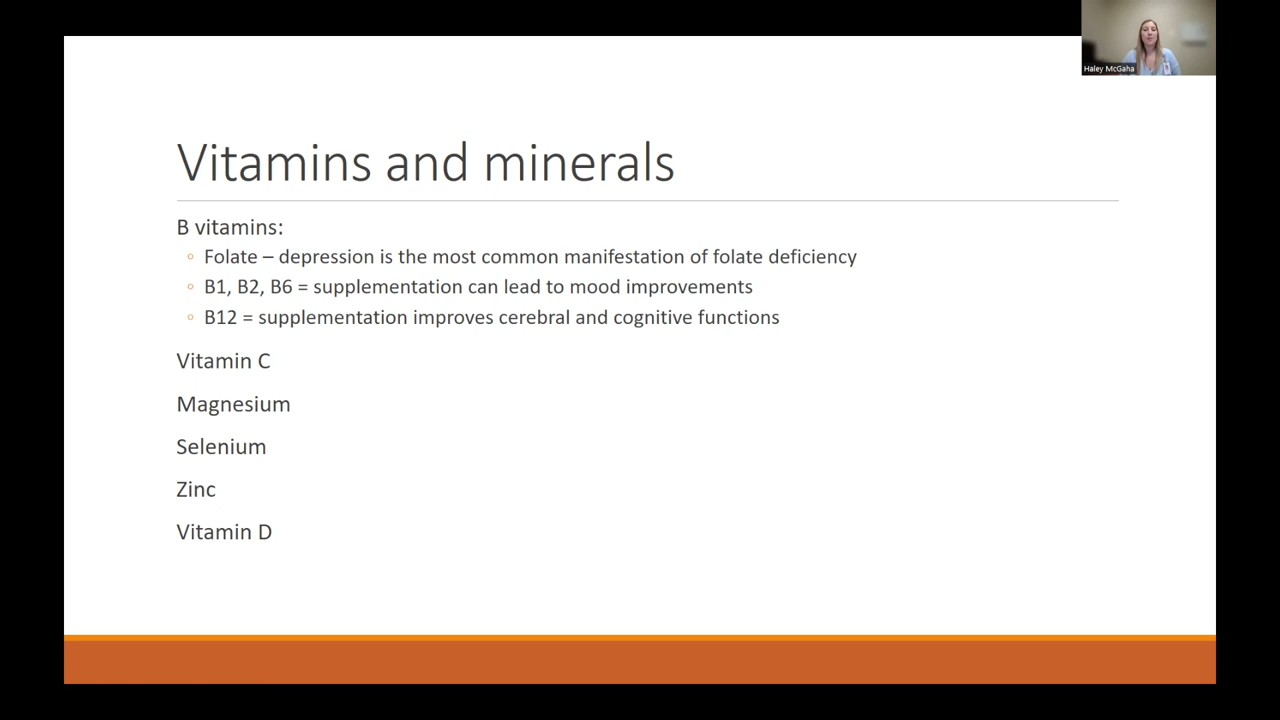 Haley McGaha
Vitamins and minerals
B vitamins:
◦ Folate – depression is the most common manifestation of folate deficiency
◦ B1, B2, B6 = supplementation can lead to mood improvements
◦ B12 = supplementation improves cerebral and cognitive functions
Vitamin C
Magnesium
Selenium
Zinc
Vitamin D